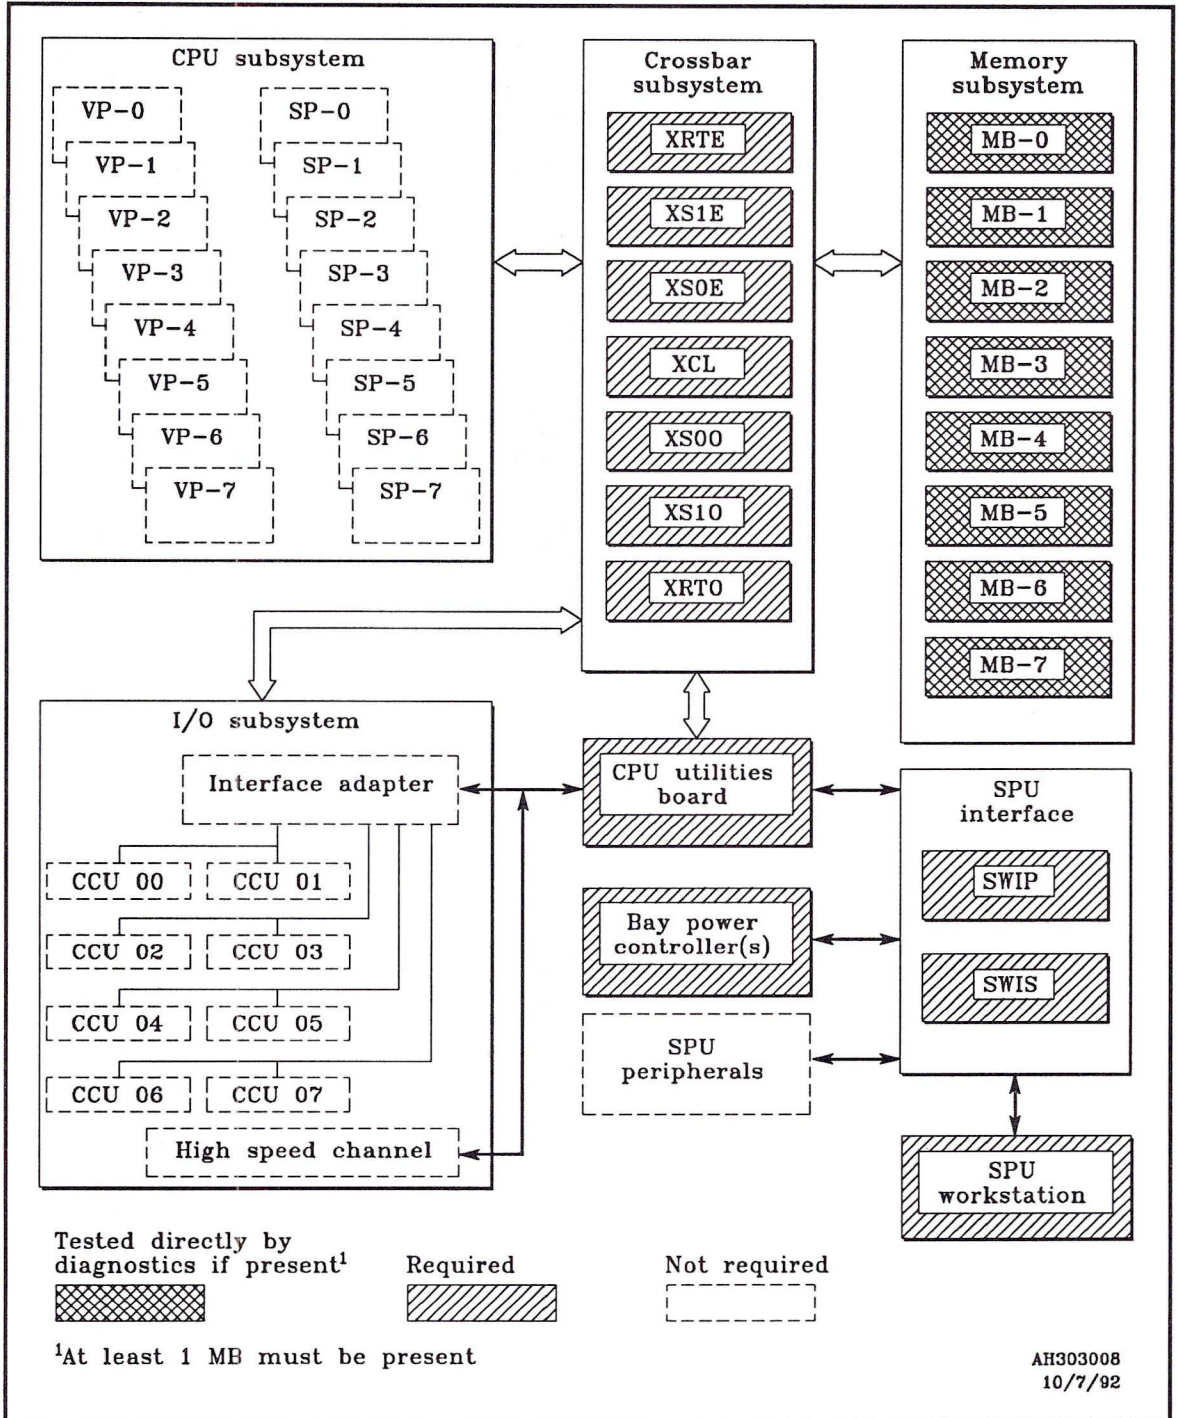 CPU subsystem
VP-0
VP-1
VP-2
VP-3
VP-4
VP-5
VP-6
VP-7
SP-0
SP-1
SP-2
SP-3
SP-4
SP-5
SP-6
SP-7
Crossbar
subsystem
XRTE
XS1E
XS0E
XCL
XS0O
XS1O
XRTO
Memory
subsystem
MB-0
MB-1
MB-2
MB-3
MB-4
MB-5
MB-6
MB-7
I/O subsystem
Interface adapter
CCU 00
CCU 01
CCU 02
CCU 03
CCU 04
CCU 05
CCU 06
CCU 07
High speed channel
CPU utilities
board
Bay power
controller(s)
SPU
peripherals
SPU
interface
SWIP
SWIS
SPU
workstation
Tested directly by
diagnostics if present¹
Required
Not required
¹At least 1 MB must be present
AH303008
10/7/92